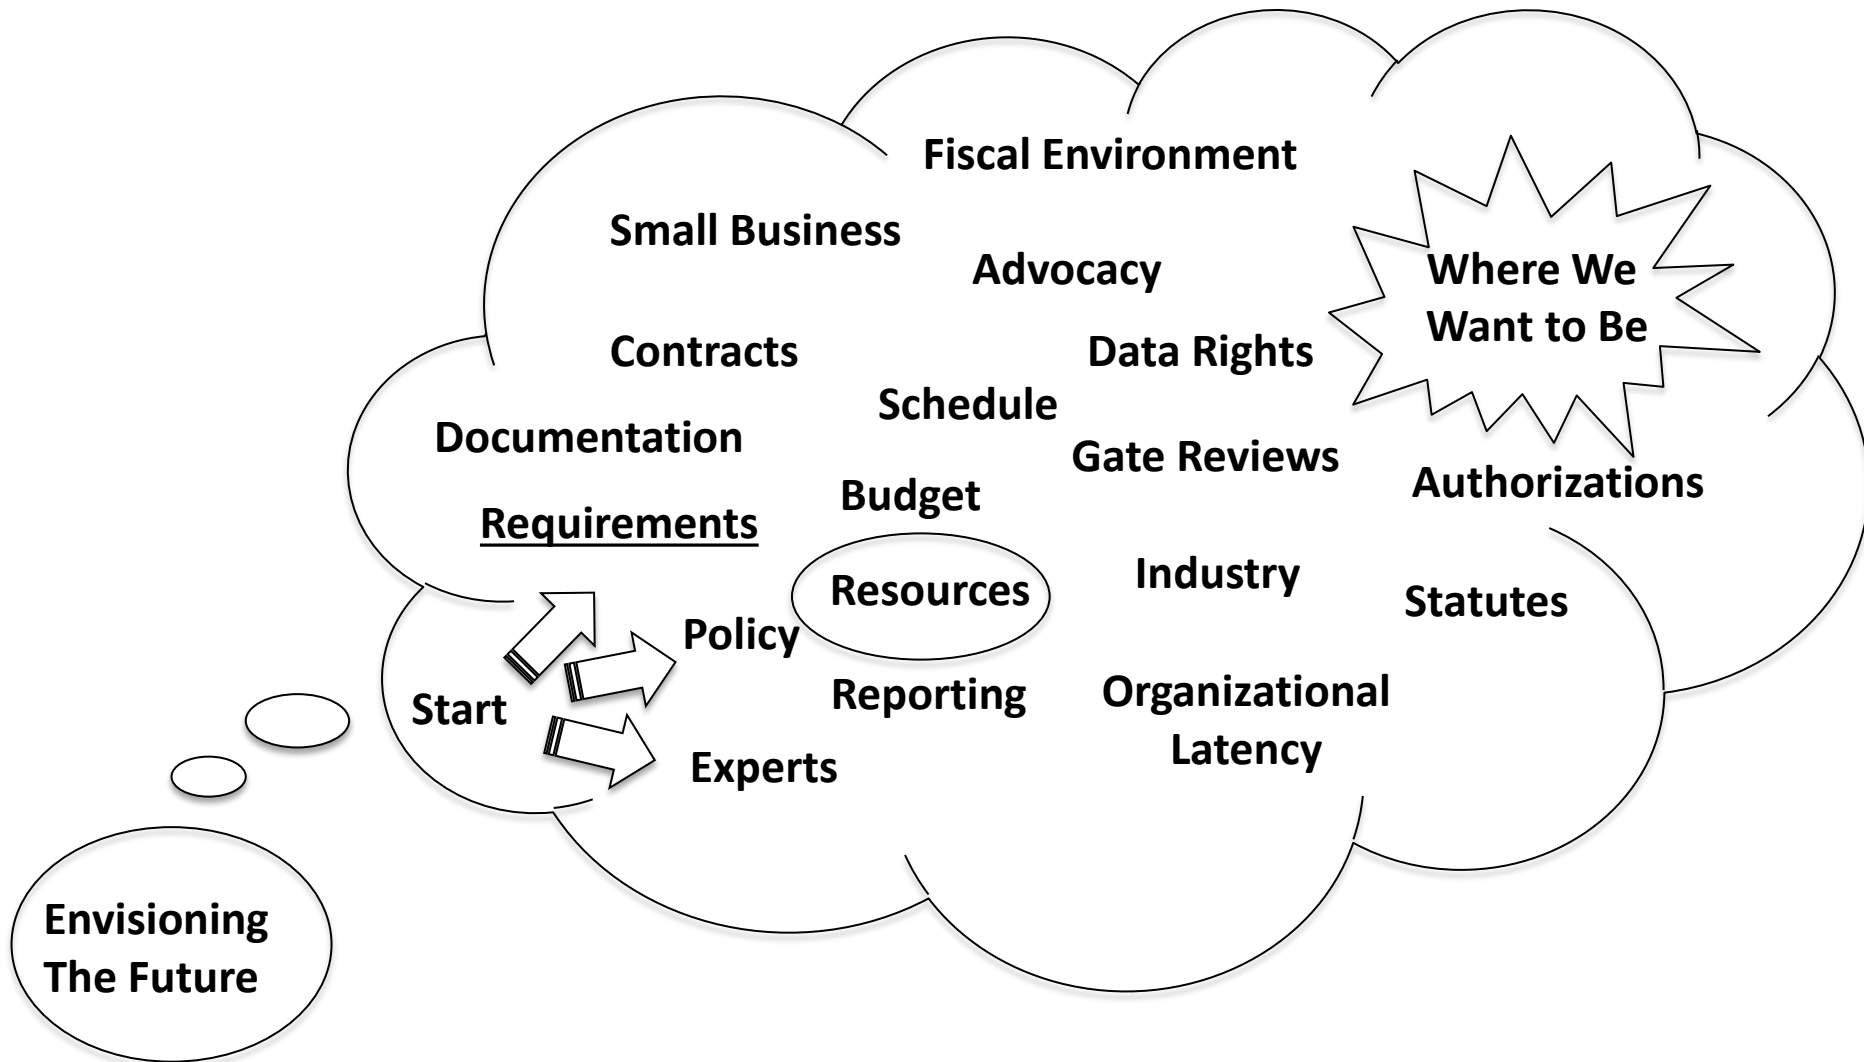 Fiscal Environment
Small Business
Advocacy
Where We
Want to Be
Contracts
Data Rights
Schedule
Documentation
Gate Reviews
Authorizations
Budget
Requirements
Industry
Resources
Statutes
Policy
Reporting
Organizational
Latency
Start
Experts
Envisioning
The Future